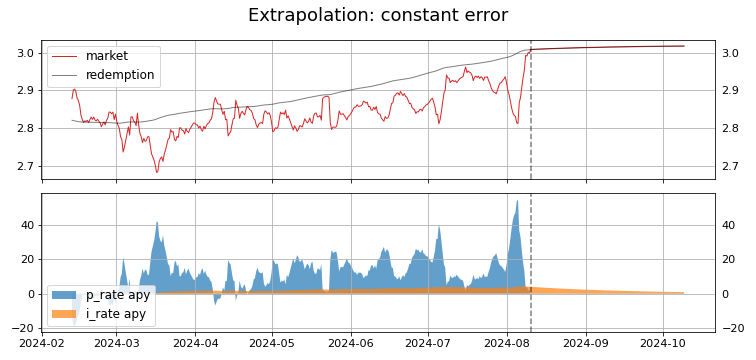 Extrapolation: constant error
3.0 market 3.0
redemption
2.9 2.9
2.8 2.8
2.7 2.7
40 40
20 20
0 p_rate apy 0
i_rate apy
−20 −20
2024-02 2024-03 2024-04 2024-05 2024-06 2024-07 2024-08 2024-09 2024-10